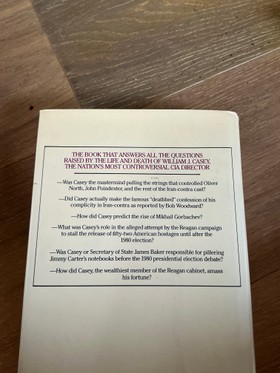 THE BOOK THAT ANSWERS ALL THE QUESTIONS
RAISED BY THE LIFE AND DEATH OF WILLIAM J. CASEY,
THE NATION'S MOST CONTROVERSIAL CIA DIRECTOR
—Was Casey the mastermind pulling the strings that controlled Oliver
North, John Poindexter, and the rest of the Iran-contra cast?
—Did Casey actually make the famous "deathbed" confession of his
complicity in Iran-contra as reported by Bob Woodward?
—How did Casey predict the rise of Mikhail Gorbachev?
—What was Casey's role in the alleged attempt by the Reagan campaign
to stall the release of fifty-two American hostages until after the
1980 election?
—Was Casey or Secretary of State James Baker responsible for pilfering
Jimmy Carter's notebooks before the 1980 presidential election debate?
—How did Casey, the wealthiest member of the Reagan cabinet, amass
his fortune?